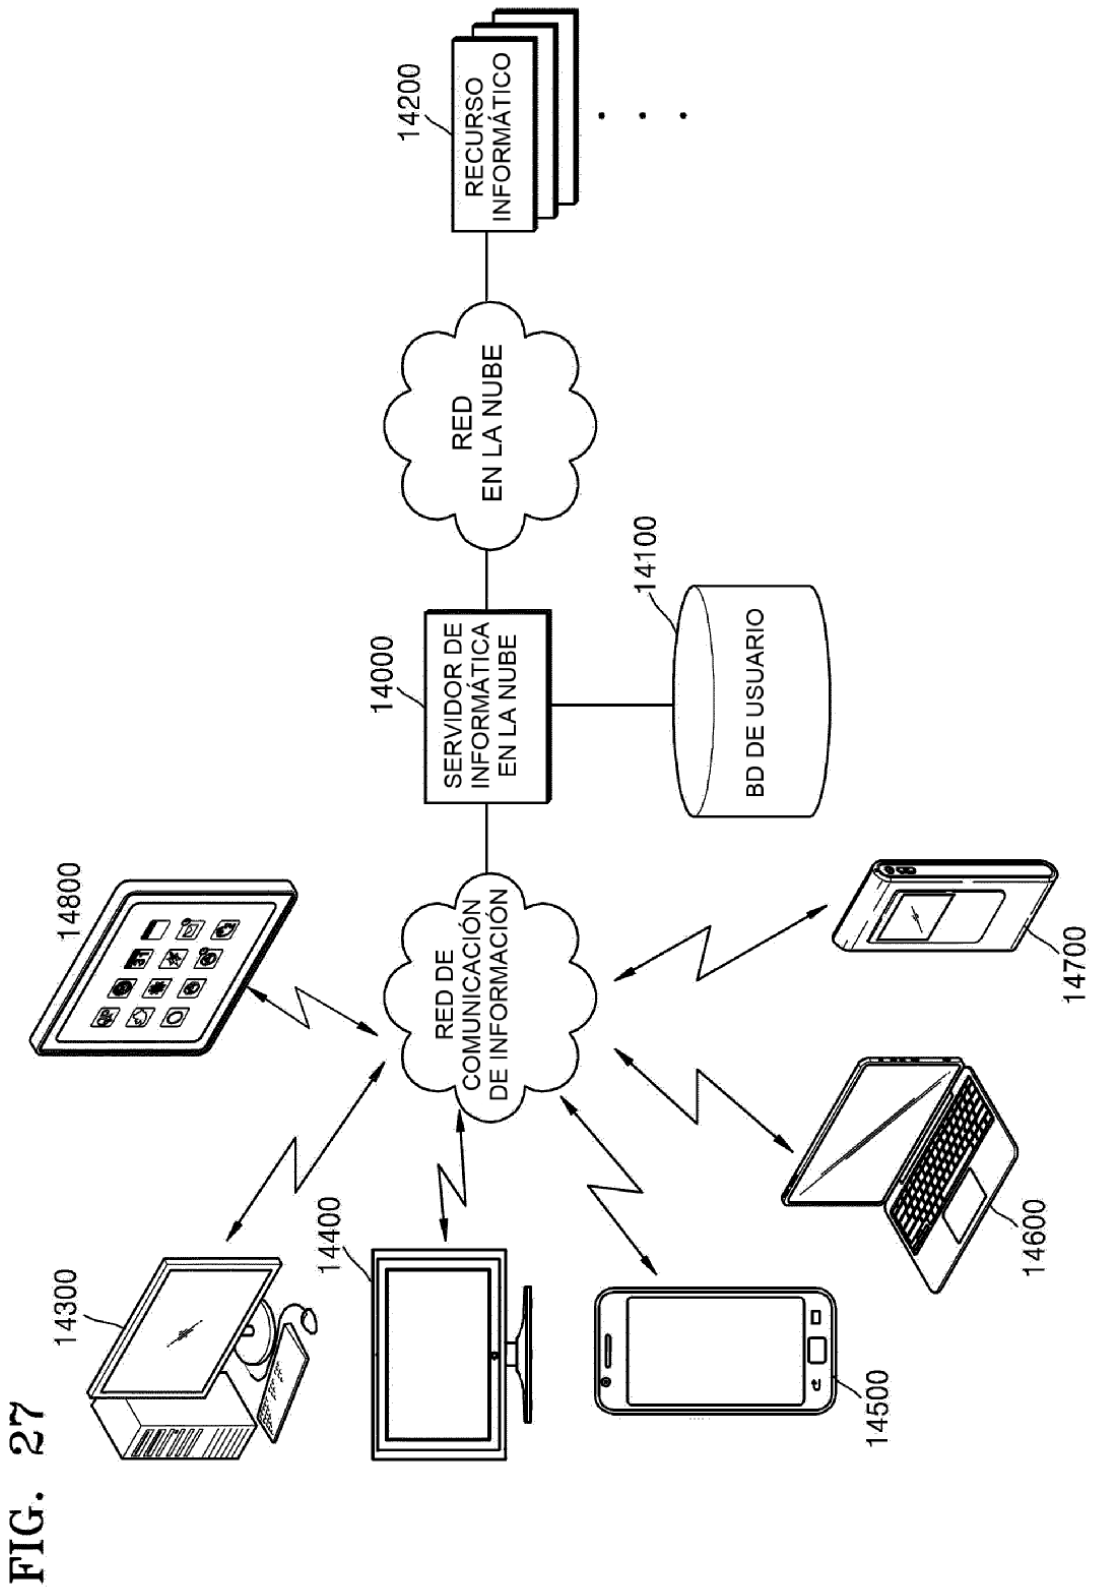 FIG. 27
14300
14400
14500
14600
14700
14800
RED DE
COMUNICACIÓN
DE INFORMACIÓN
14000
SERVIDOR DE
INFORMÁTICA
EN LA NUBE
14100
BD DE USUARIO
RED
EN LA NUBE
14200
RECURSO
INFORMÁTICO